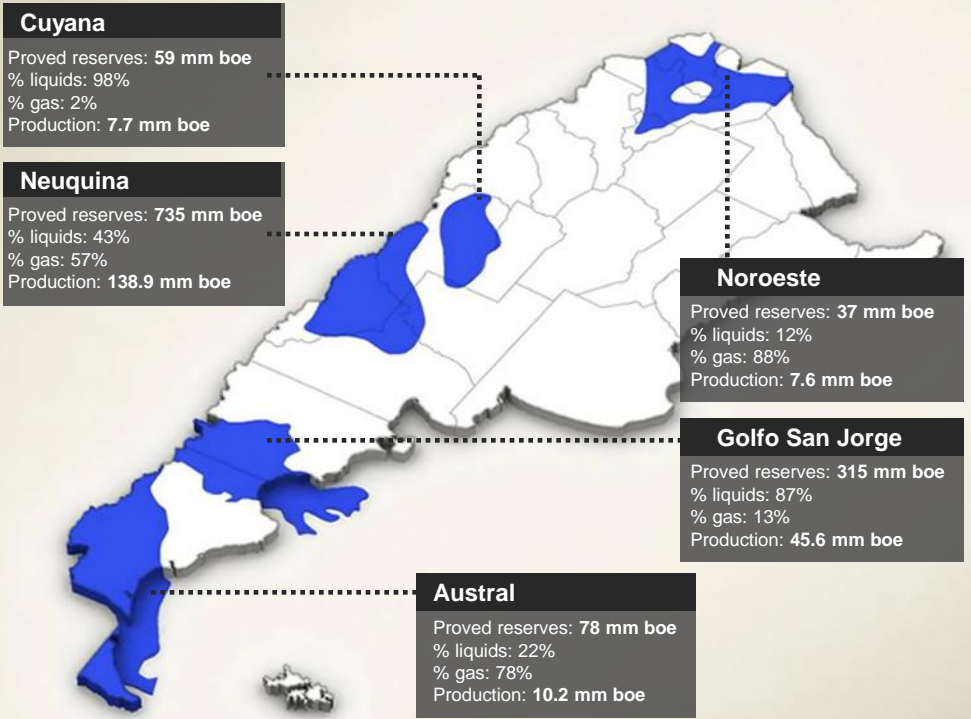 Cuyana
Proved reserves: 59 mm boe
% liquids: 98%
% gas: 2%
Production: 7.7 mm boe
Neuquina
Proved reserves: 735 mm boe
% liquids: 43%
% gas: 57%
Production: 138.9 mm boe
Noroeste
Proved reserves: 37 mm boe
% liquids: 12%
% gas: 88%
Production: 7.6 mm boe
Golfo San Jorge
Proved reserves: 315 mm boe
% liquids: 87%
% gas: 13%
Production: 45.6 mm boe
Austral
Proved reserves: 78 mm boe
% liquids: 22%
% gas: 78%
Production: 10.2 mm boe